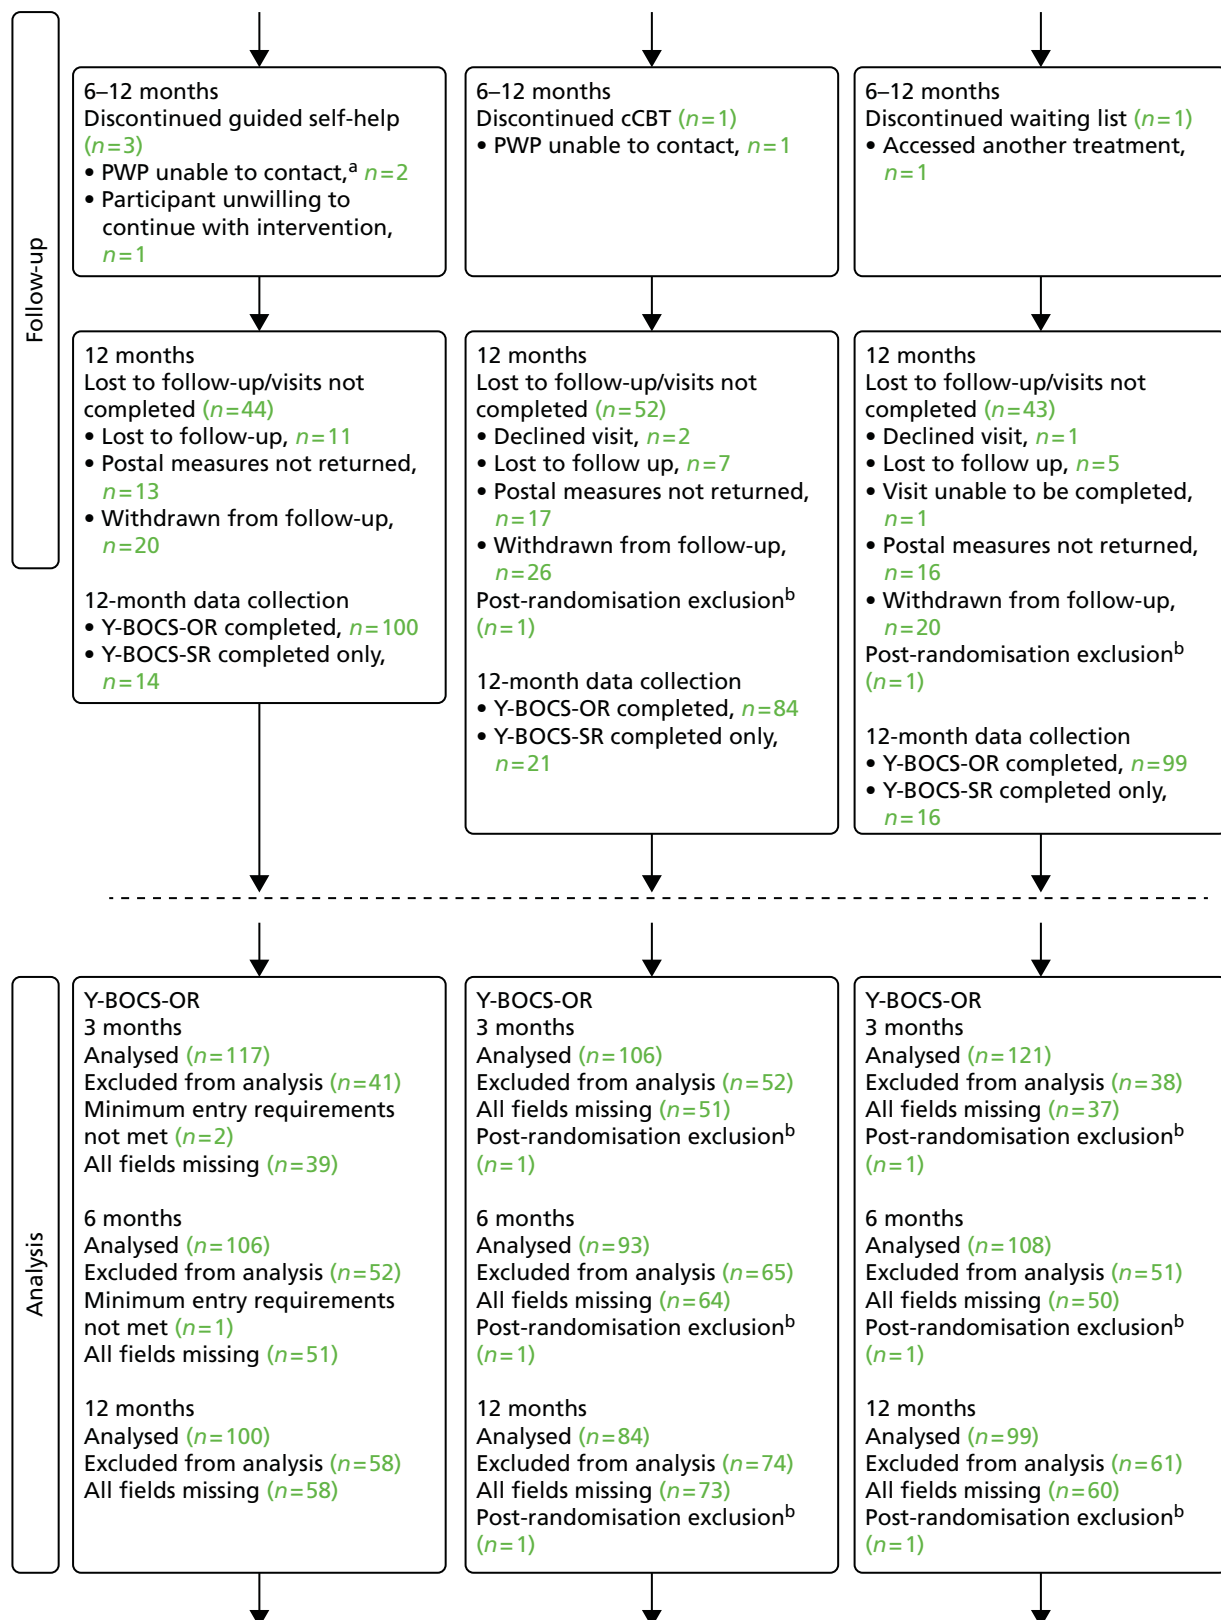 Follow-up
6–12 months
Discontinued guided self-help
(n=3)
• PWP unable to contact,a n=2
• Participant unwilling to
continue with intervention,
n=1
6–12 months
Discontinued cCBT (n=1)
• PWP unable to contact, n=1
6–12 months
Discontinued waiting list (n=1)
• Accessed another treatment,
n=1
12 months
Lost to follow-up/visits not
completed (n=44)
• Lost to follow-up, n=11
• Postal measures not returned,
n=13
• Withdrawn from follow-up,
n=20
12-month data collection
• Y-BOCS-OR completed, n=100
• Y-BOCS-SR completed only,
n=14
12 months
Lost to follow-up/visits not
completed (n=52)
• Declined visit, n=2
• Lost to follow up, n=7
• Postal measures not returned,
n=17
• Withdrawn from follow-up,
n=26
Post-randomisation exclusionb
(n=1)
12-month data collection
• Y-BOCS-OR completed, n=84
• Y-BOCS-SR completed only,
n=21
12 months
Lost to follow-up/visits not
completed (n=43)
• Declined visit, n=1
• Lost to follow up, n=5
• Visit unable to be completed,
n=1
• Postal measures not returned,
n=16
• Withdrawn from follow-up,
n=20
Post-randomisation exclusionb
(n=1)
12-month data collection
• Y-BOCS-OR completed, n=99
• Y-BOCS-SR completed only,
n=16
Analysis
Y-BOCS-OR
3 months
Analysed (n=117)
Excluded from analysis (n=41)
Minimum entry requirements
not met (n=2)
All fields missing (n=39)
6 months
Analysed (n=106)
Excluded from analysis (n=52)
Minimum entry requirements
not met (n=1)
All fields missing (n=51)
12 months
Analysed (n=100)
Excluded from analysis (n=58)
All fields missing (n=58)
Y-BOCS-OR
3 months
Analysed (n=106)
Excluded from analysis (n=52)
All fields missing (n=51)
Post-randomisation exclusionb
(n=1)
6 months
Analysed (n=93)
Excluded from analysis (n=65)
All fields missing (n=64)
Post-randomisation exclusionb
(n=1)
12 months
Analysed (n=84)
Excluded from analysis (n=74)
All fields missing (n=73)
Post-randomisation exclusionb
(n=1)
Y-BOCS-OR
3 months
Analysed (n=121)
Excluded from analysis (n=38)
All fields missing (n=37)
Post-randomisation exclusionb
(n=1)
6 months
Analysed (n=108)
Excluded from analysis (n=51)
All fields missing (n=50)
Post-randomisation exclusionb
(n=1)
12 months
Analysed (n=99)
Excluded from analysis (n=61)
All fields missing (n=60)
Post-randomisation exclusionb
(n=1)